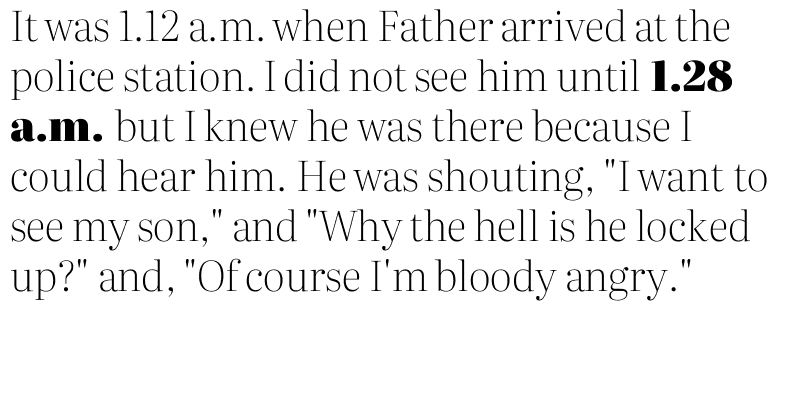 It was 1.12 a.m. when Father arrived at the
police station. I did not see him until 1.28
a.m. but I knew he was there because I
could hear him. He was shouting, "I want to
see my son," and "Why the hell is he locked
up?" and, "Of course I'm bloody angry."